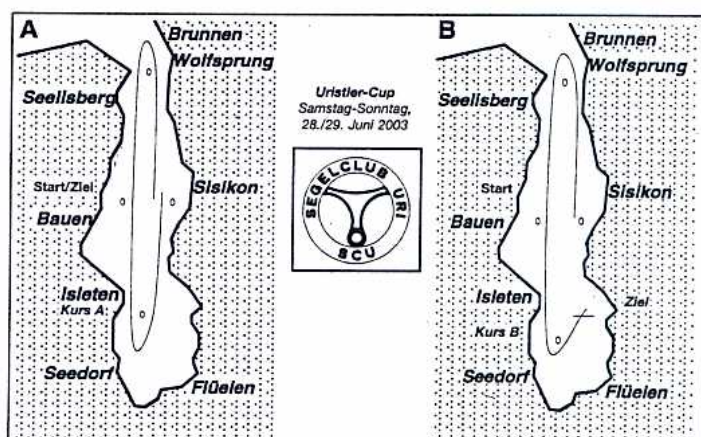 A
Brunnen
Wolfsprung
Seelisberg
Start/Ziel
Sisikon
Bauen
Isleten
Kurs A
Seedorf
Flüelen
Uristier-Cup
Samstag-Sonntag,
28./29. Juni 2003
SEGELCLUB URI
SCU
B
Brunnen
Wolfsprung
Seelisberg
Start
Sisikon
Bauen
Isleten
Ziel
Kurs B
Seedorf
Flüelen